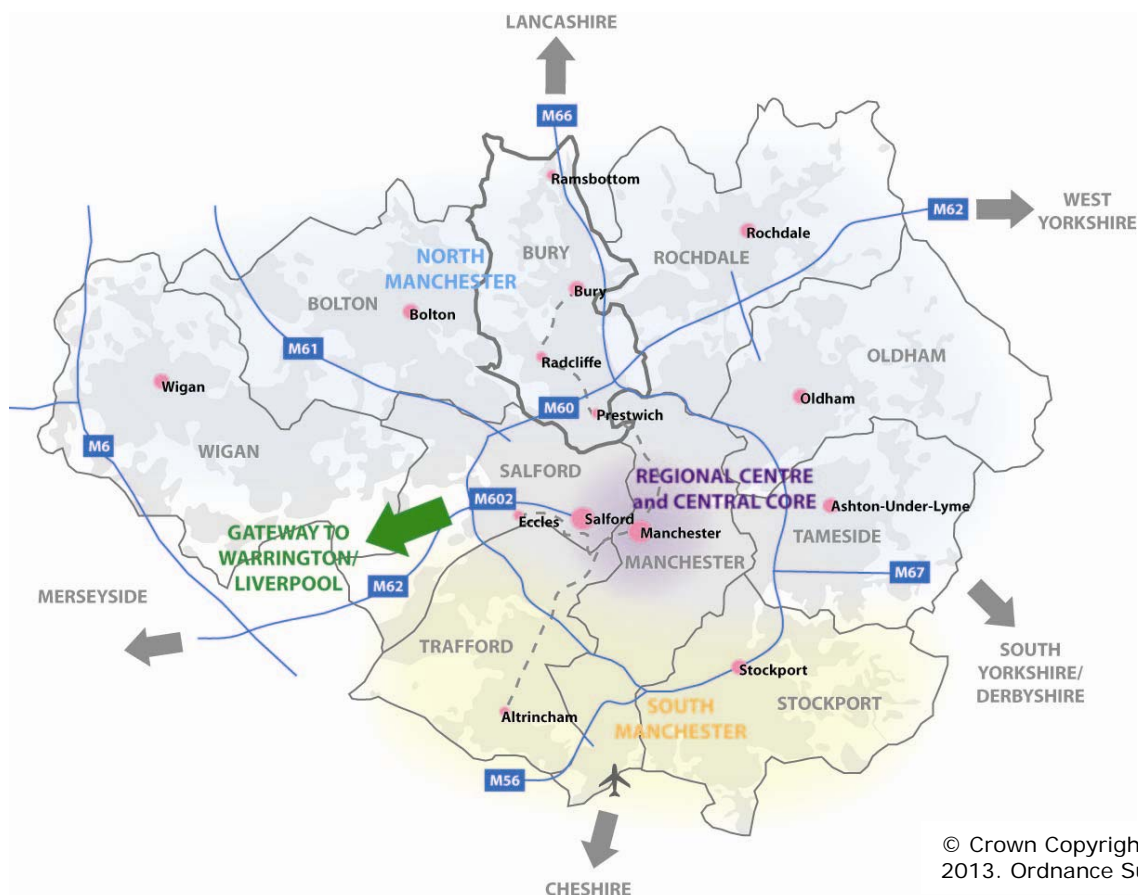 LANCASHIRE
M66
Ramsbottom
M62
WEST
YORKSHIRE
Rochdale
BURY
NORTH
MANCHESTER
ROCHDALE
Bury
BOLTON
Bolton
M61
Radcliffe
OLDHAM
Wigan
M60
Prestwich
Oldham
M6
WIGAN
SALFORD
REGIONAL CENTRE
and CENTRAL CORE
M602
Eccles
Salford
Manchester
Ashton-Under-Lyme
TAMESIDE
GATEWAY TO
WARRINGTON/
LIVERPOOL
MANCHESTER
M67
M62
MERSEYSIDE
TRAFFORD
Stockport
SOUTH
YORKSHIRE/
DERBYSHIRE
STOCKPORT
Altrincham
SOUTH
MANCHESTER
M56
CHESHIRE
© Crown Copyrigh
2013. Ordnance Su